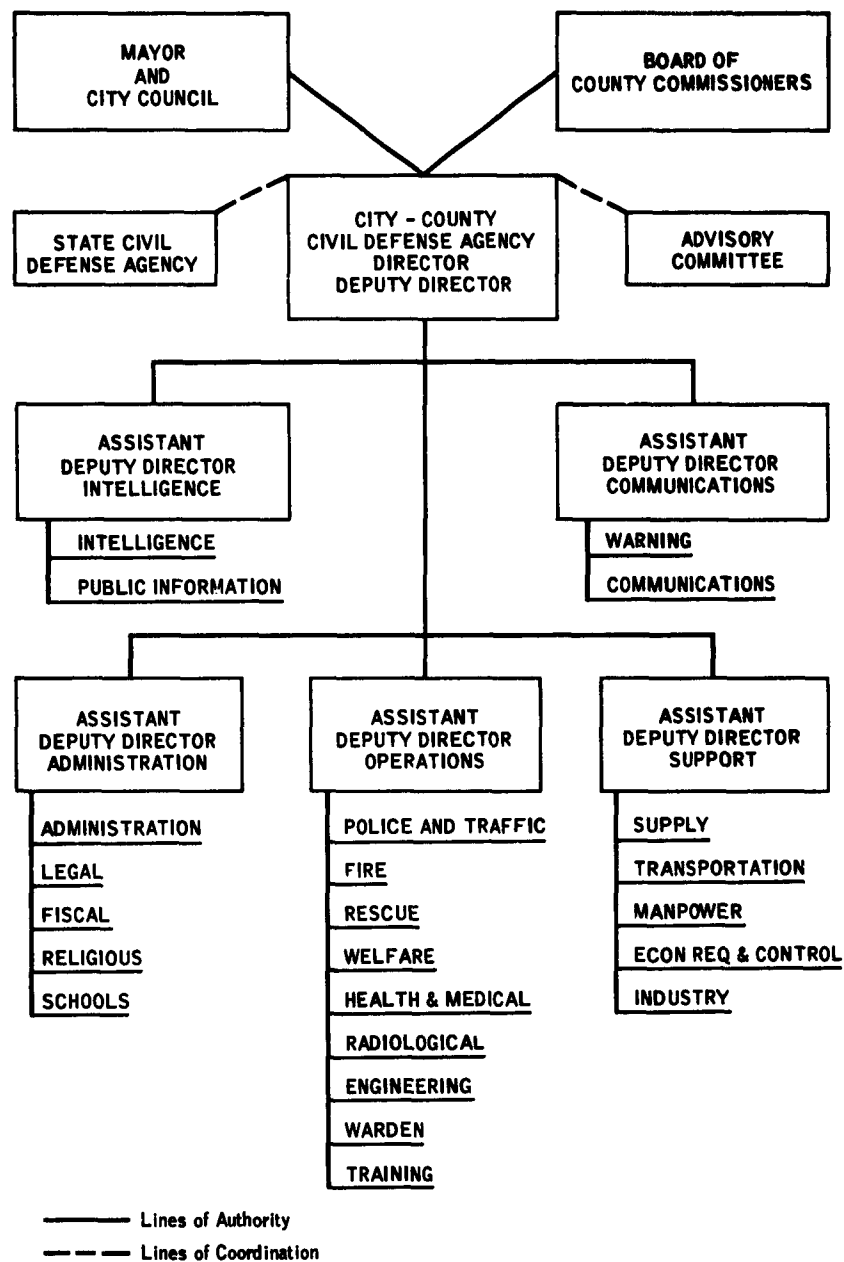 MAYOR
AND
CITY COUNCIL
BOARD OF
COUNTY COMMISSIONERS
STATE CIVIL
DEFENSE AGENCY
CITY - COUNTY
CIVIL DEFENSE AGENCY
DIRECTOR
DEPUTY DIRECTOR
ADVISORY
COMMITTEE
ASSISTANT
DEPUTY DIRECTOR
INTELLIGENCE
INTELLIGENCE
PUBLIC INFORMATION
ASSISTANT
DEPUTY DIRECTOR
COMMUNICATIONS
WARNING
COMMUNICATIONS
ASSISTANT
DEPUTY DIRECTOR
ADMINISTRATION
ADMINISTRATION
LEGAL
FISCAL
RELIGIOUS
SCHOOLS
ASSISTANT
DEPUTY DIRECTOR
OPERATIONS
POLICE AND TRAFFIC
FIRE
RESCUE
WELFARE
HEALTH & MEDICAL
RADIOLOGICAL
ENGINEERING
WARDEN
TRAINING
ASSISTANT
DEPUTY DIRECTOR
SUPPORT
SUPPLY
TRANSPORTATION
MANPOWER
ECON REQ & CONTROL
INDUSTRY
Lines of Authority
Lines of Coordination